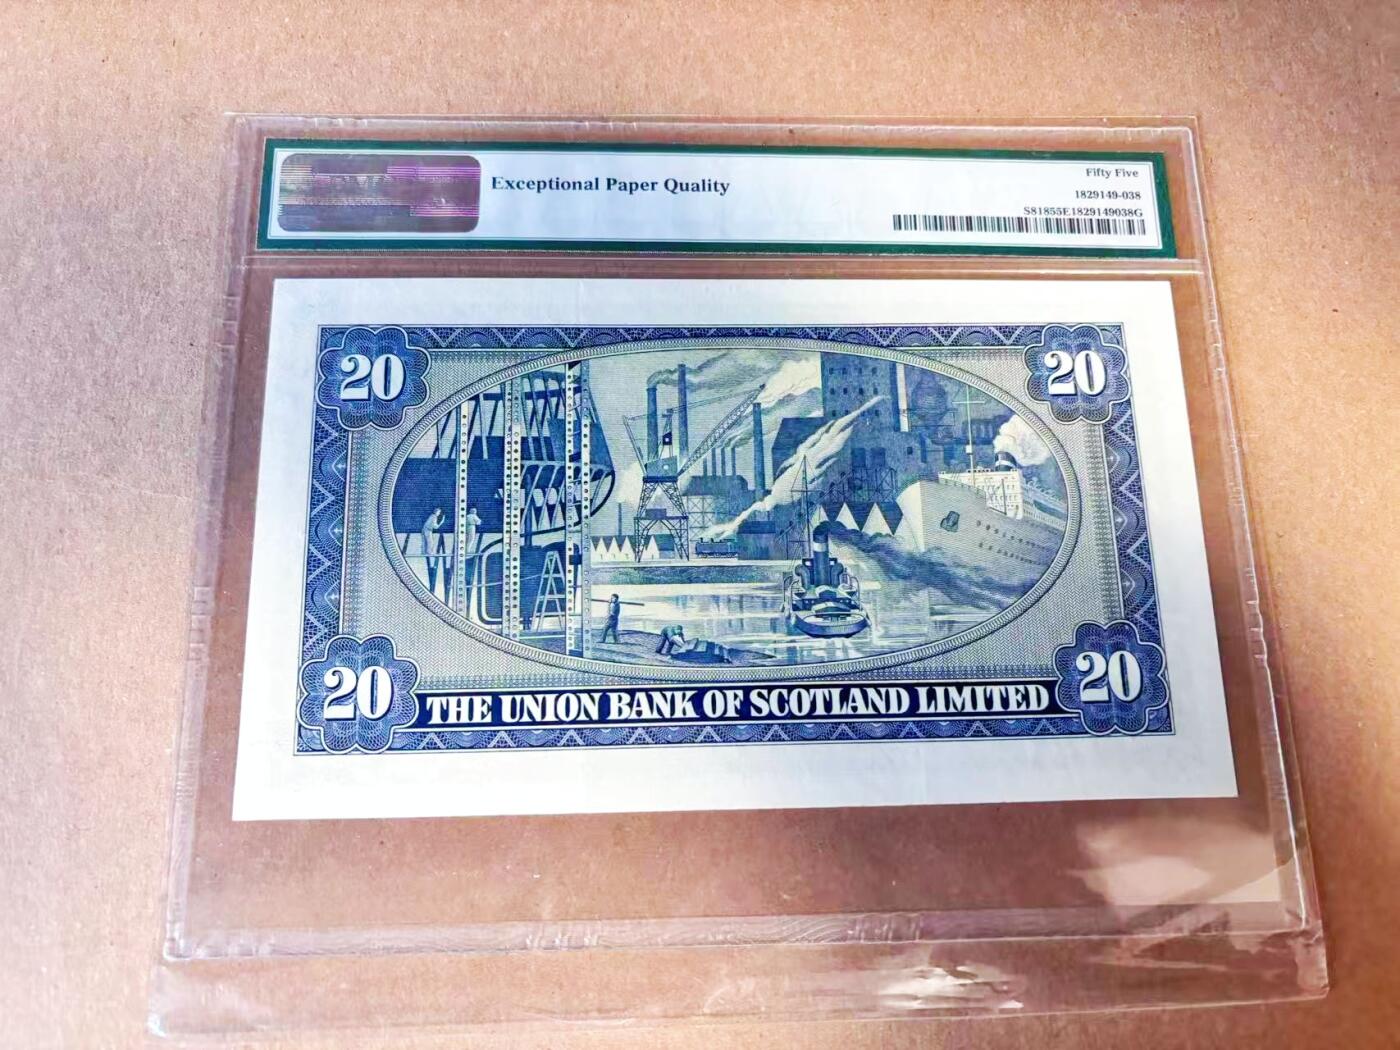 Exceptional Paper Quality
Fifty Five
1829149-038
S81855E1829149038G
20
20
20
THE UNION BANK OF SCOTLAND LIMITED
20